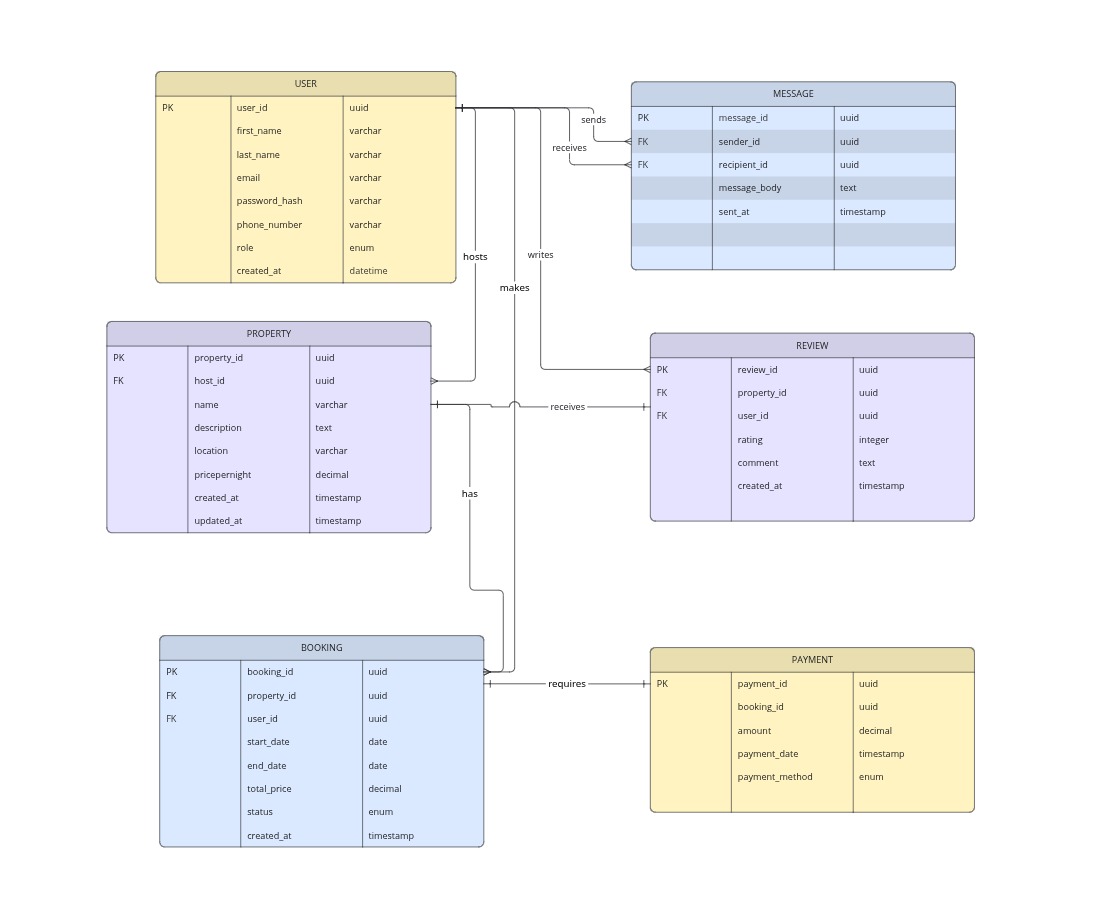 USER
PK user_id uuid
first_name varchar
last_name varchar
email varchar
password_hash varchar
phone_number varchar
role enum
created_at datetime
MESSAGE
PK message_id uuid
FK sender_id uuid
FK recipient_id uuid
message_body text
sent_at timestamp
sends
receives
hosts
writes
makes
PROPERTY
PK property_id uuid
FK host_id uuid
name varchar
description text
location varchar
pricepernight decimal
created_at timestamp
updated_at timestamp
REVIEW
PK review_id uuid
FK property_id uuid
FK user_id uuid
rating integer
comment text
created_at timestamp
receives
has
BOOKING
PK booking_id uuid
FK property_id uuid
FK user_id uuid
start_date date
end_date date
total_price decimal
status enum
created_at timestamp
requires
PAYMENT
PK payment_id uuid
booking_id uuid
amount decimal
payment_date timestamp
payment_method enum